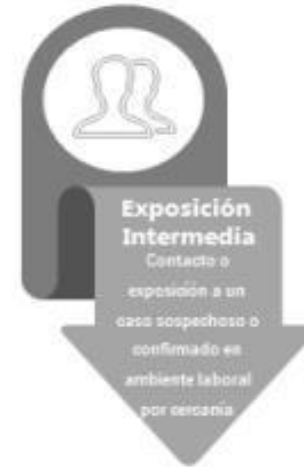 Exposición
Intermedia
Contacto o
exposición a un
caso sospechoso o
confirmado en
ambiente laboral
por cercanía